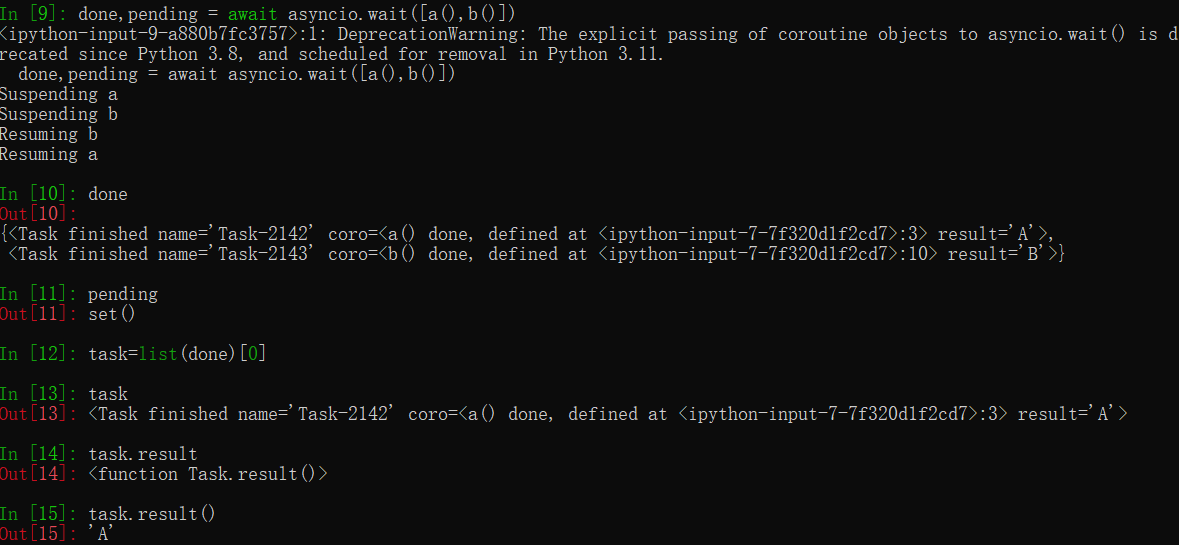 In [9]: done,pending = await asyncio.wait([a(),b()])
<ipython-input-9-a880b7fc3757>:1: DeprecationWarning: The explicit passing of coroutine objects to asyncio.wait() is d
recated since Python 3.8, and scheduled for removal in Python 3.11.
  done,pending = await asyncio.wait([a(),b()])
Suspending a
Suspending b
Resuming b
Resuming a
In [10]: done
Out[10]:
{<Task finished name='Task-2142' coro=<a() done, defined at <ipython-input-7-7f320d1f2cd7>:3> result='A'>,
 <Task finished name='Task-2143' coro=<b() done, defined at <ipython-input-7-7f320d1f2cd7>:10> result='B'>}
In [11]: pending
Out[11]: set()
In [12]: task=list(done)[0]
In [13]: task
Out[13]: <Task finished name='Task-2142' coro=<a() done, defined at <ipython-input-7-7f320d1f2cd7>:3> result='A'>
In [14]: task.result
Out[14]: <function Task.result()>
In [15]: task.result()
Out[15]: 'A'